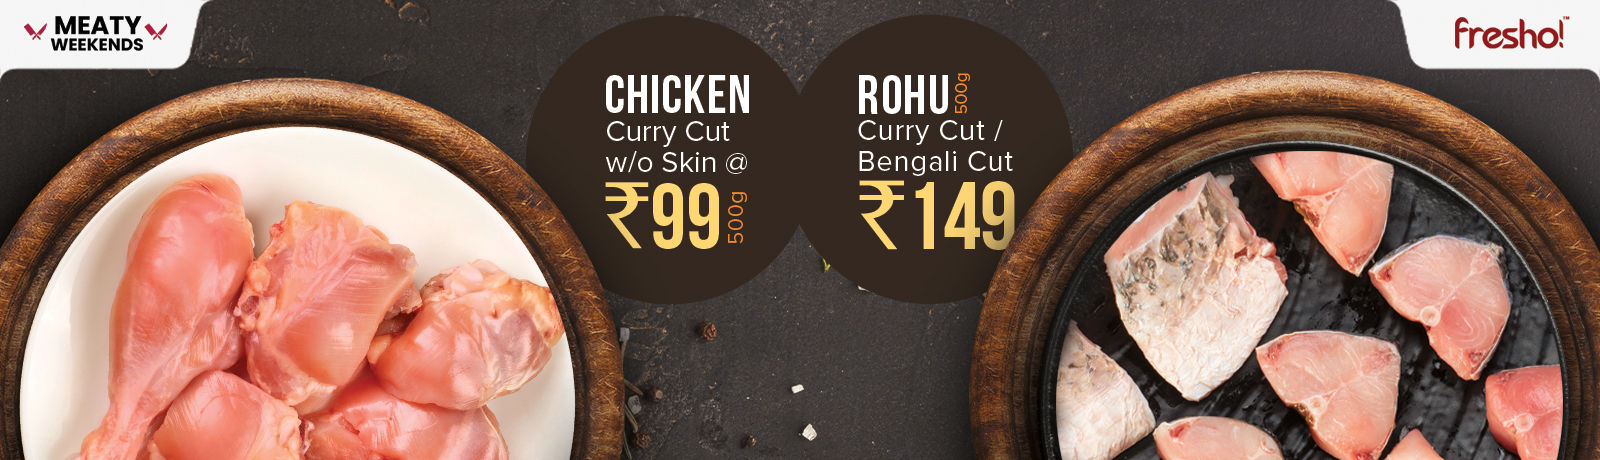 MEATY
WEEKENDS
fresho!™
CHICKEN
Curry Cut
w/o Skin @
₹99 500g
ROHU 500g
Curry Cut /
Bengali Cut
₹149